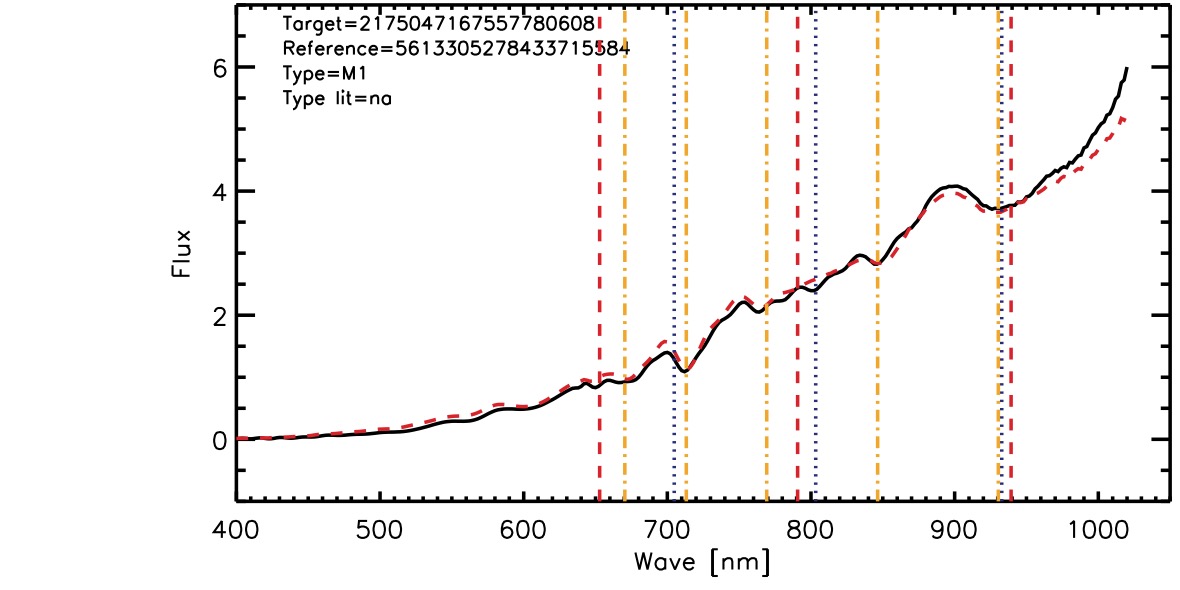 Target=2175047167557780608
Reference=5613305278433715584
Type=M1
Type lit=na
6
4
2
0
Flux
400 500 600 700 800 900 1000
Wave [nm]